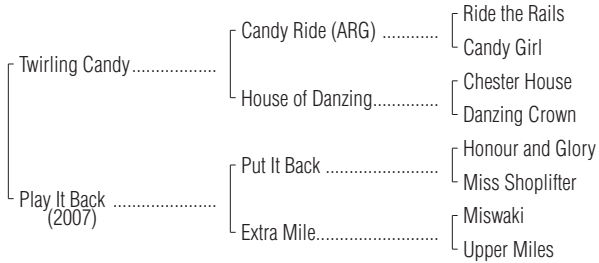 Ride the Rails
Candy Ride (ARG) ............
Candy Girl
Twirling Candy..................
Chester House
House of Danzing..............
Danzing Crown
Honour and Glory
Put It Back ........................
Miss Shoplifter
Play It Back ......................
(2007)
Miswaki
Extra Mile..........................
Upper Miles